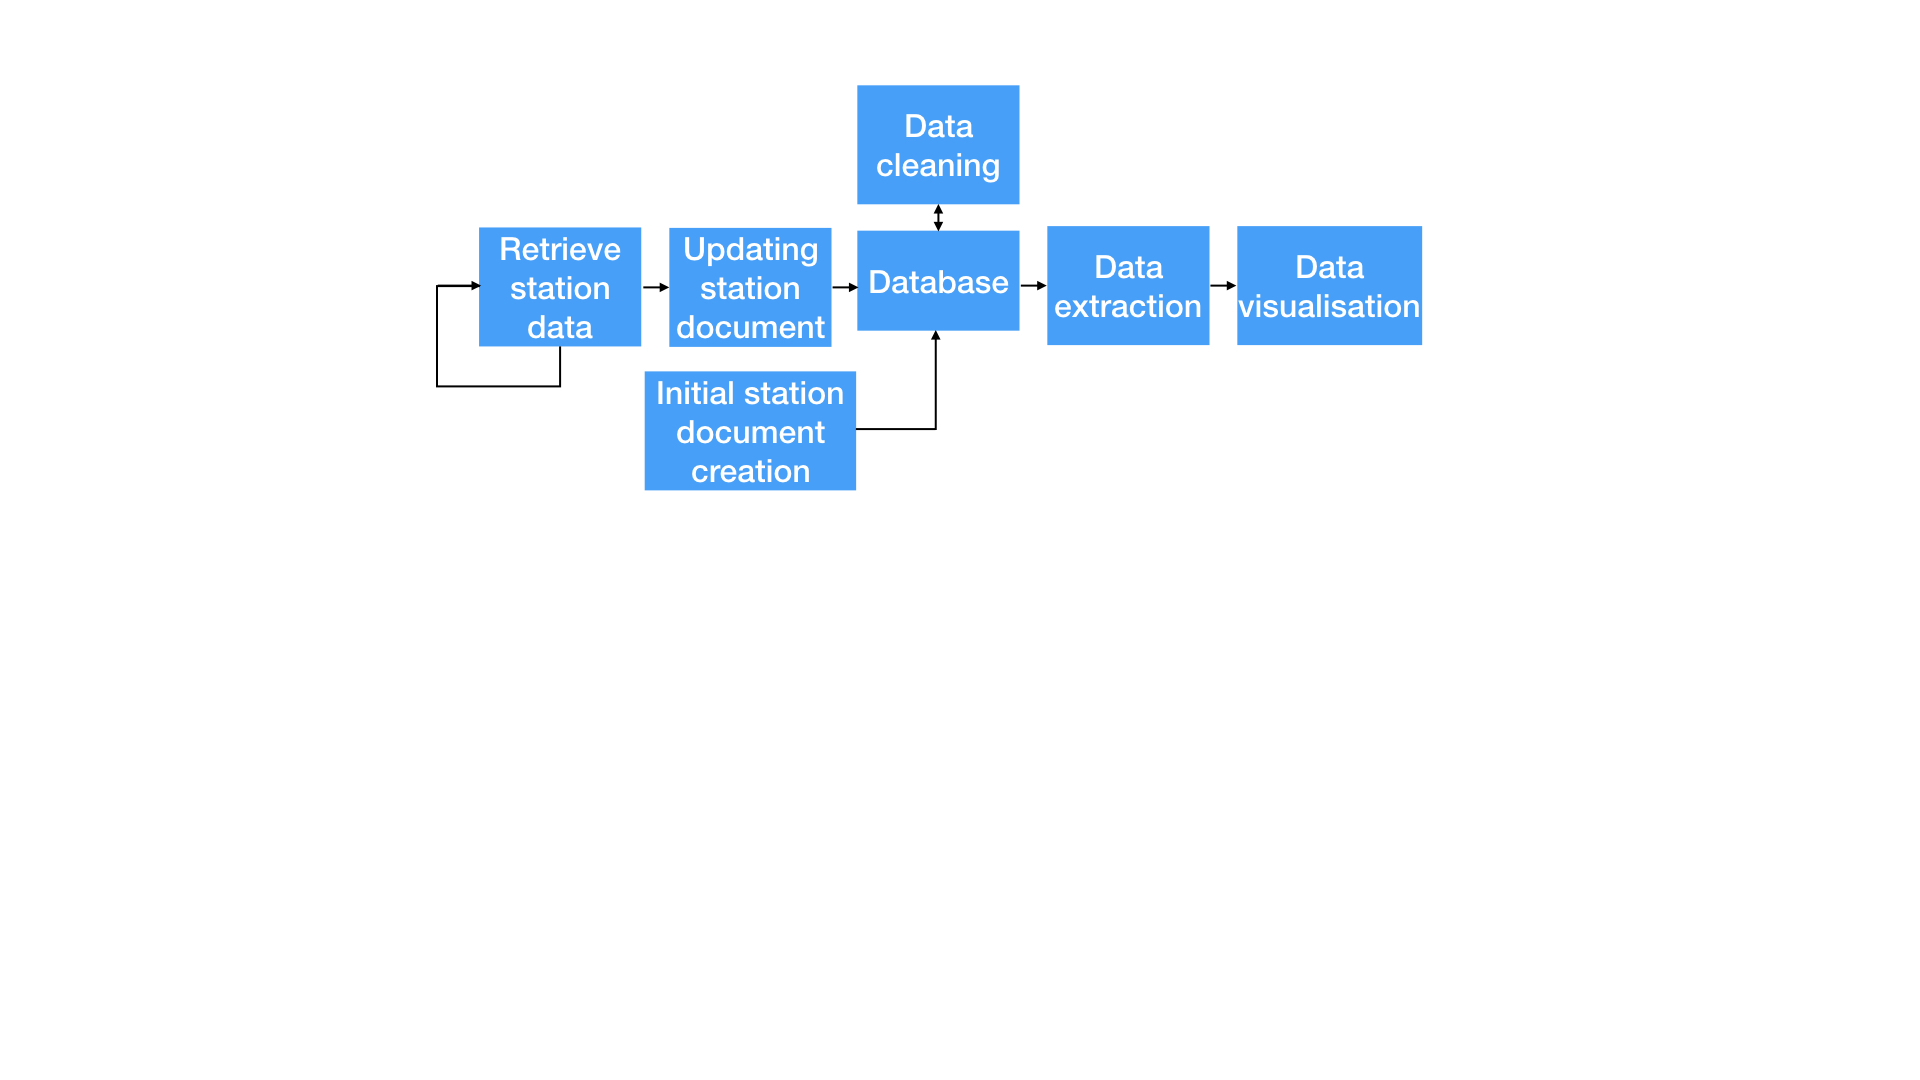 Data
cleaning
Retrieve
station
data
Updating
station
document
Database
Data
extraction
Data
visualisation
Initial station
document
creation